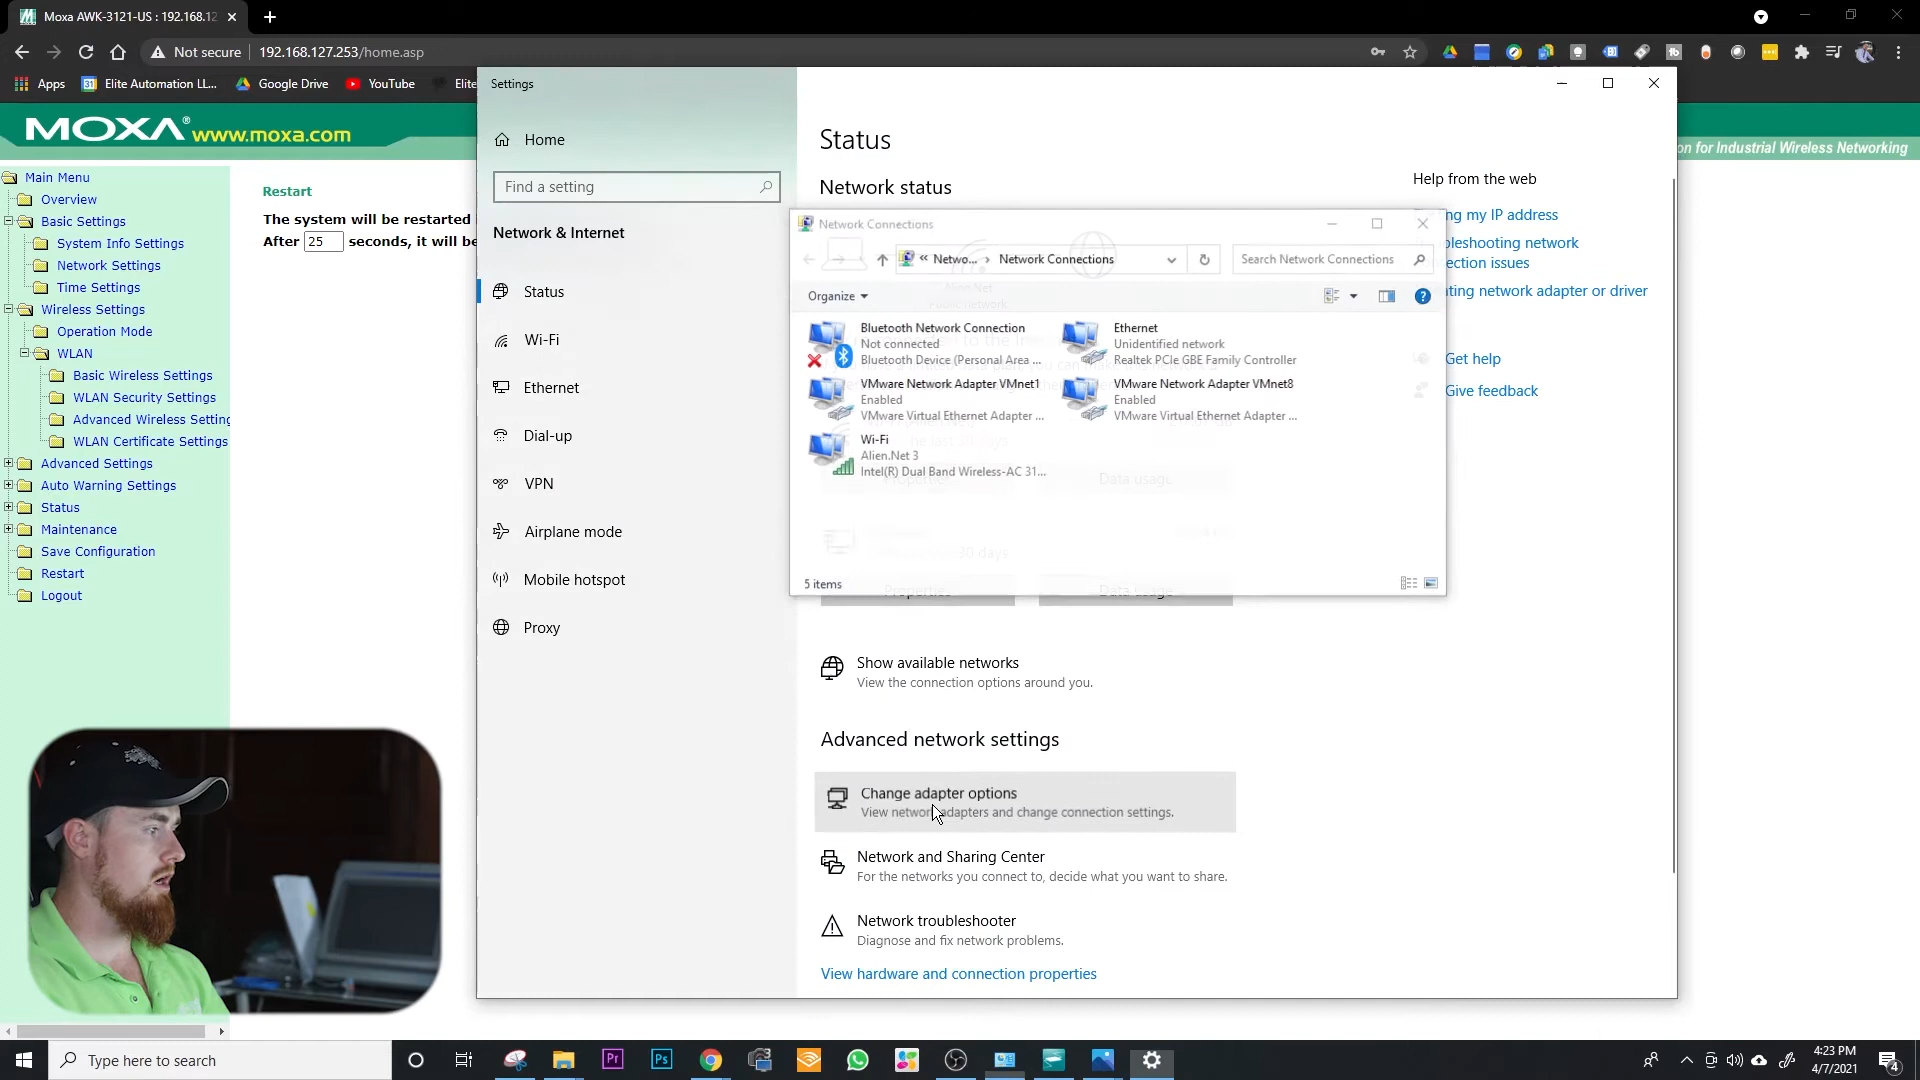 Moxa AWK-3121-US : 192.168.12
Not secure
192.168.127.253/home.asp
Apps
Elite Automation LL...
Google Drive
YouTube
Elite
MOXA® www.moxa.com
on for Industrial Wireless Networking
Main Menu
Overview
Basic Settings
System Info Settings
Network Settings
Time Settings
Wireless Settings
Operation Mode
WLAN
Basic Wireless Settings
WLAN Security Settings
Advanced Wireless Setting
WLAN Certificate Settings
Advanced Settings
Auto Warning Settings
Status
Maintenance
Save Configuration
Restart
Logout
Restart
The system will be restarted
After 25 seconds, it will be
Settings
Home
Find a setting
Network & Internet
Status
Wi-Fi
Ethernet
Dial-up
VPN
Airplane mode
Mobile hotspot
Proxy
Status
Network status
Network Connections
Netwo...
Network Connections
Search Network Connections
Organize
Bluetooth Network Connection
Not connected
Bluetooth Device (Personal Area ...
Ethernet
Unidentified network
Realtek PCIe GBE Family Controller
VMware Network Adapter VMnet1
Enabled
VMware Virtual Ethernet Adapter ...
VMware Network Adapter VMnet8
Enabled
VMware Virtual Ethernet Adapter ...
Wi-Fi
Alien.Net 3
Intel(R) Dual Band Wireless-AC 31...
Data usage
30 days
5 items
Properties
Data usage
Show available networks
View the connection options around you.
Advanced network settings
Change adapter options
View network adapters and change connection settings.
Network and Sharing Center
For the networks you connect to, decide what you want to share.
Network troubleshooter
Diagnose and fix network problems.
View hardware and connection properties
Help from the web
ng my IP address
bleshooting network
ection issues
ating network adapter or driver
Get help
Give feedback
Type here to search
4:23 PM
4/7/2021
4